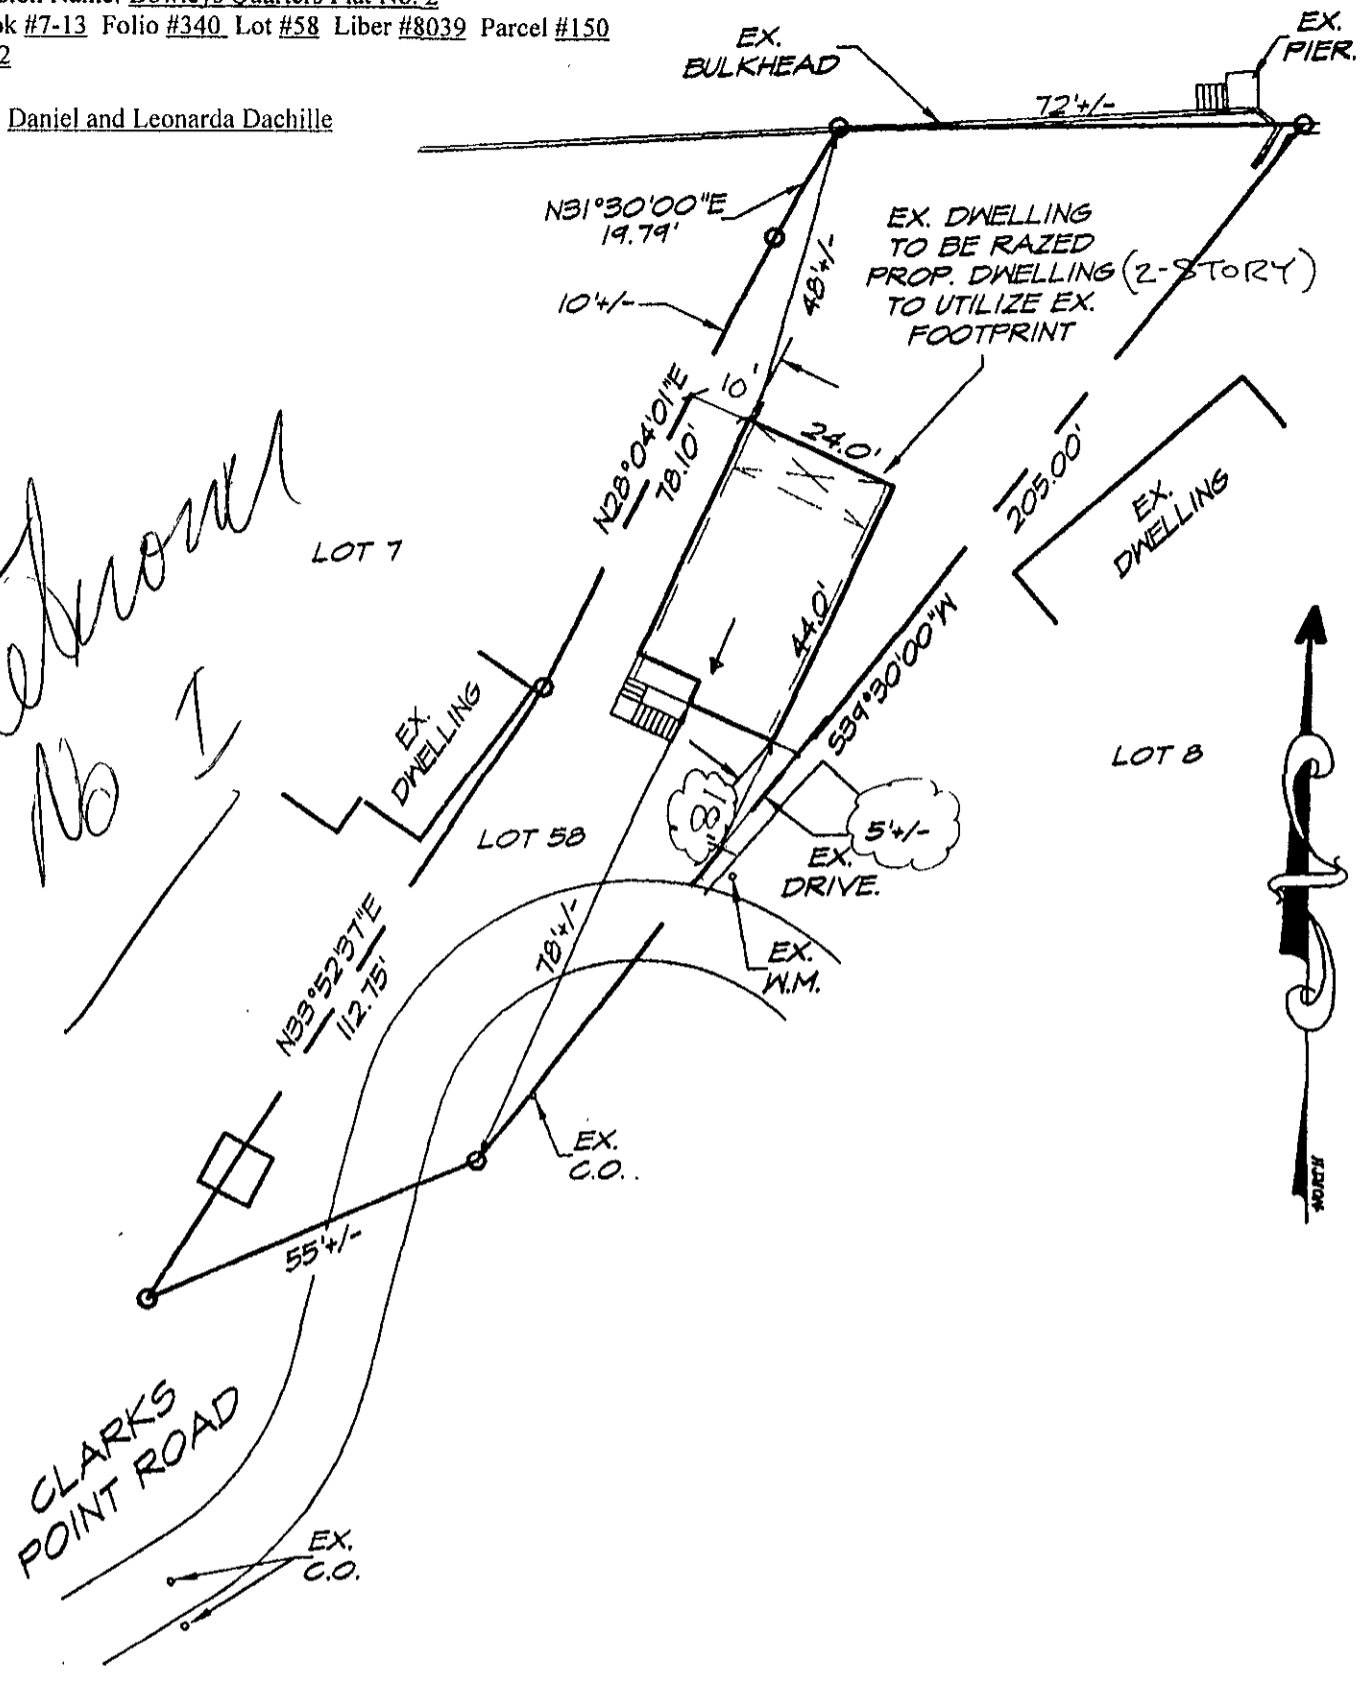 Book #7-13 Folio #340 Lot #58 Liber #8039 Parcel #150
2
Daniel and Leonarda Dachille
EX.
BULKHEAD
EX.
PIER.
72'+/-
N31°30'00"E
19.79'
10'+/-
48'+/-
EX. DWELLING
TO BE RAZED
PROP. DWELLING (2-STORY)
TO UTILIZE EX.
FOOTPRINT
N28°04'01"E
78.10'
10'
24.0'
44.0'
205.00'
S39°30'00"W
EX.
DWELLING
LOT 7
No I
EX.
DWELLING
LOT 58
LOT 8
5'+/-
EX.
DRIVE.
EX.
W.M.
78'+/-
N33°52'37"E
112.75'
EX.
C.O.
55'+/-
CLARKS
POINT ROAD
EX.
C.O.
NORTH